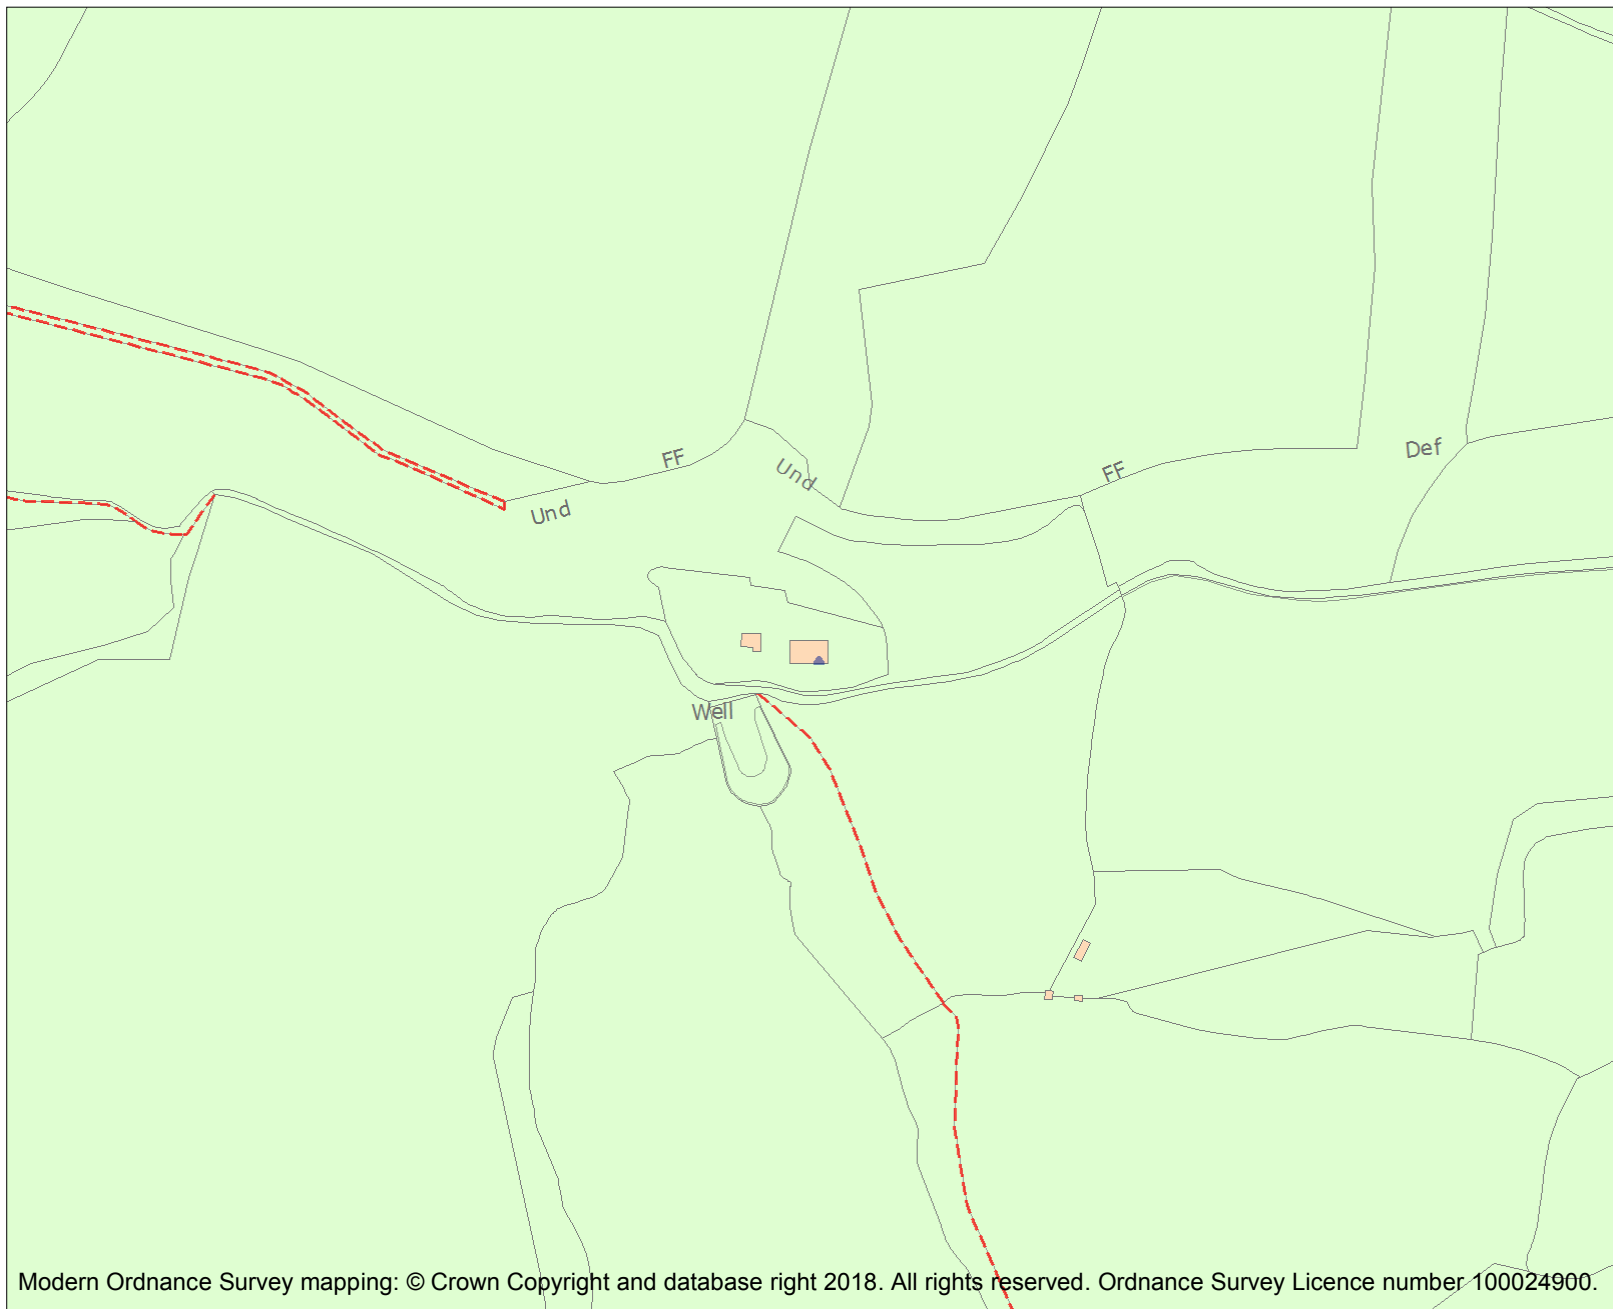 FF
Und
FF
Def
Und
Well
Modern Ordnance Survey mapping: © Crown Copyright and database right 2018. All rights reserved. Ordnance Survey Licence number 100024900.